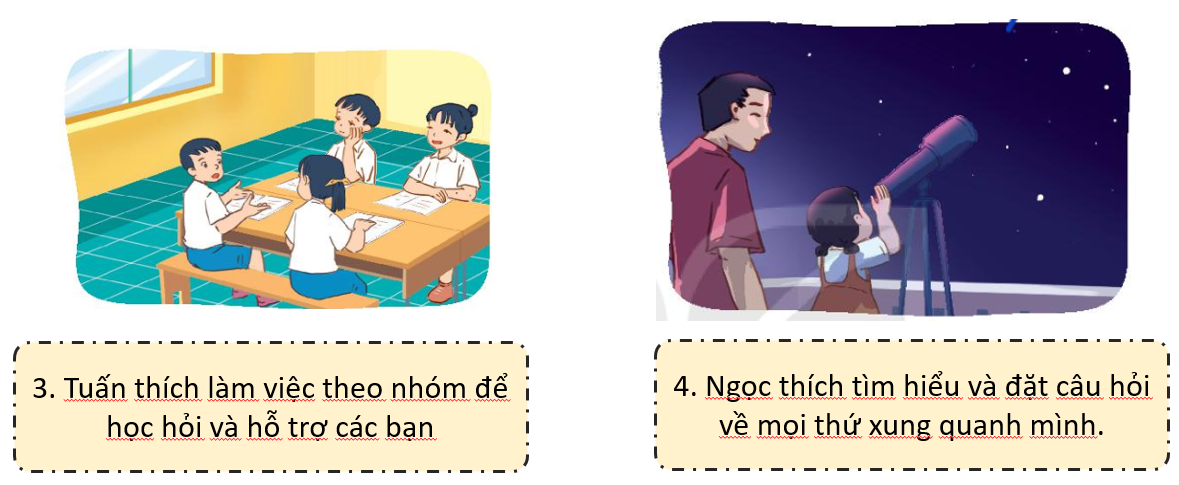 3. Tuấn thích làm việc theo nhóm để
học hỏi và hỗ trợ các bạn
4. Ngọc thích tìm hiểu và đặt câu hỏi
về mọi thứ xung quanh mình.